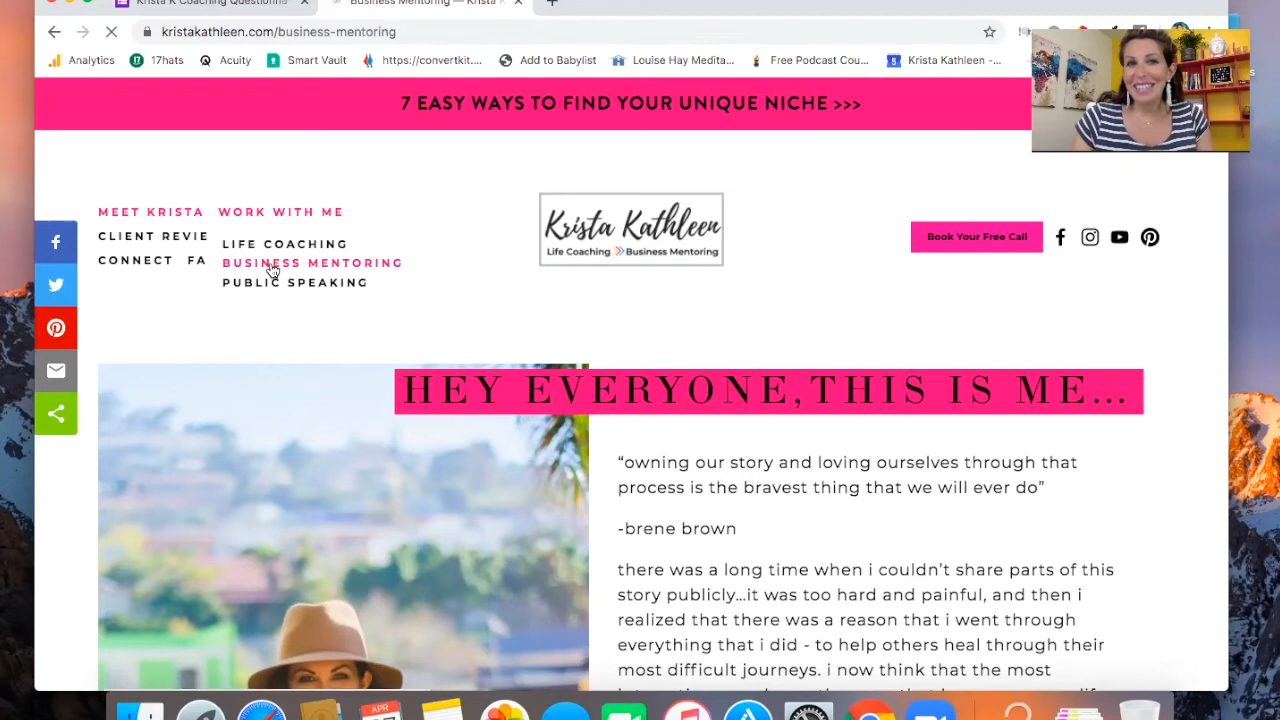 Krista K Coaching Questionna
Business Mentoring — Krista K
kristakathleen.com/business-mentoring
Analytics 17hats Acuity Smart Vault https://convertkit.... Add to Babylist Louise Hay Medita... Free Podcast Cou... Krista Kathleen -...
7 EASY WAYS TO FIND YOUR UNIQUE NICHE >>>
MEET KRISTA WORK WITH ME
CLIENT REVIE
CONNECT FA
LIFE COACHING
BUSINESS MENTORING
PUBLIC SPEAKING
Krista Kathleen
Life Coaching >> Business Mentoring
Book Your Free Call
HEY EVERYONE,THIS IS ME...
“owning our story and loving ourselves through that
process is the bravest thing that we will ever do”
-brene brown
there was a long time when i couldn’t share parts of this
story publicly...it was too hard and painful, and then i
realized that there was a reason that i went through
everything that i did - to help others heal through their
most difficult journeys. i now think that the most
APR